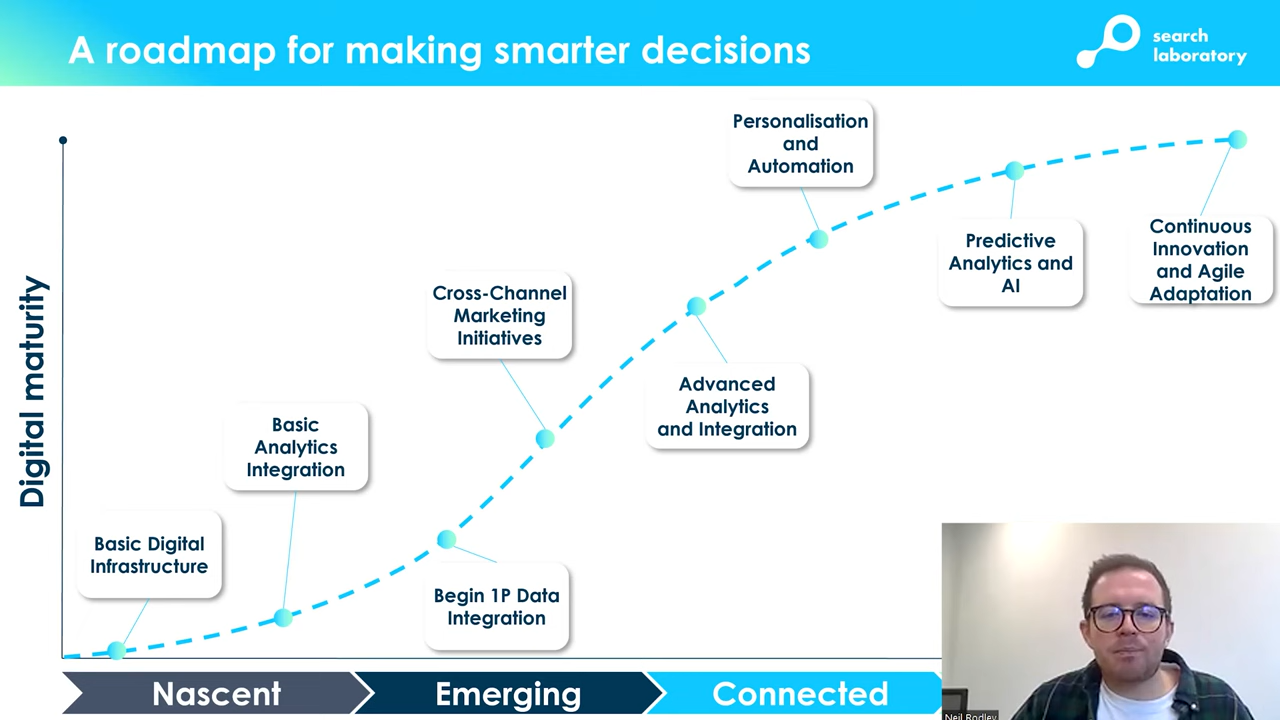 A roadmap for making smarter decisions
search
laboratory
Digital maturity
Basic Digital
Infrastructure
Basic
Analytics
Integration
Begin 1P Data
Integration
Cross-Channel
Marketing
Initiatives
Advanced
Analytics
and Integration
Personalisation
and
Automation
Predictive
Analytics and
AI
Continuous
Innovation
and Agile
Adaptation
Nascent
Emerging
Connected
Neil Rodley